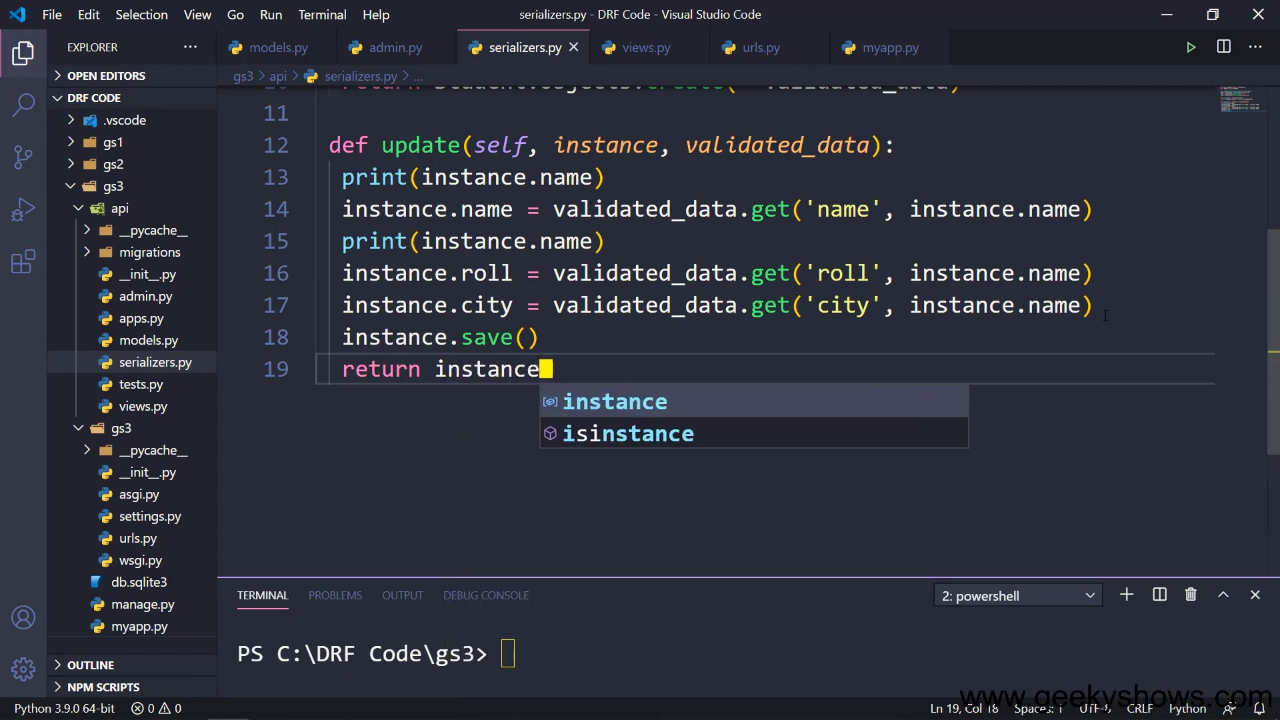 File Edit Selection View Go Run Terminal Help serializers.py - DRF Code - Visual Studio Code
EXPLORER ··· models.py admin.py serializers.py views.py urls.py myapp.py ···
OPEN EDITORS
gs3 > api > serializers.py > ...
DRF CODE
.vscode
gs1
gs2
gs3
api
__pycache__
migrations
__init__.py
admin.py
apps.py
models.py
serializers.py
tests.py
views.py
gs3
__pycache__
__init__.py
asgi.py
settings.py
urls.py
wsgi.py
db.sqlite3
manage.py
myapp.py
OUTLINE
NPM SCRIPTS
11
12 def update(self, instance, validated_data):
13 print(instance.name)
14 instance.name = validated_data.get('name', instance.name)
15 print(instance.name)
16 instance.roll = validated_data.get('roll', instance.name)
17 instance.city = validated_data.get('city', instance.name)
18 instance.save()
19 return instance
instance
isinstance
TERMINAL PROBLEMS OUTPUT DEBUG CONSOLE 2: powershell
PS C:\DRF Code\gs3>
www.geekyshows.com
Python 3.9.0 64-bit 0 0 Ln 19, Col 18 Spaces: 1 UTF-8 CRLF Python